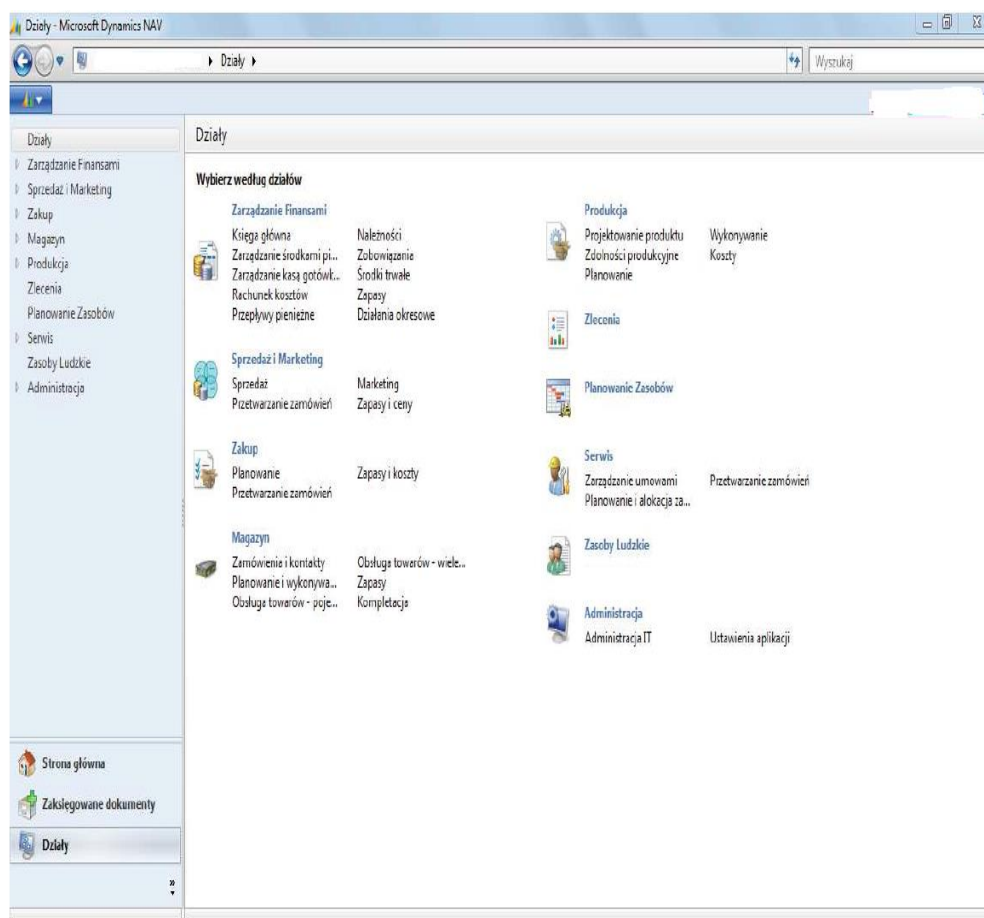 Działy - Microsoft Dynamics NAV
Działy
Wyszukaj
Działy
Zarządzanie Finansami
Sprzedaż i Marketing
Zakup
Magazyn
Produkcja
Zlecenia
Planowanie Zasobów
Serwis
Zasoby Ludzkie
Administracja
Strona główna
Zaksięgowane dokumenty
Działy
Działy
Wybierz według działów
Zarządzanie Finansami
Księga główna Należności
Zarządzanie środkami pi... Zobowiązania
Zarządzanie kasą gotówk... Środki trwałe
Rachunek kosztów Zapasy
Przepływy pieniężne Działania okresowe
Sprzedaż i Marketing
Sprzedaż Marketing
Przetwarzanie zamówień Zapasy i ceny
Zakup
Planowanie Zapasy i koszty
Przetwarzanie zamówień
Magazyn
Zamówienia i kontakty Obsługa towarów - wiele...
Planowanie i wykonywa... Zapasy
Obsługa towarów - poje... Kompletacja
Produkcja
Projektowanie produktu Wykonywanie
Zdolności produkcyjne Koszty
Planowanie
Zlecenia
Planowanie Zasobów
Serwis
Zarządzanie umowami Przetwarzanie zamówień
Planowanie i alokacja za...
Zasoby Ludzkie
Administracja
Administracja IT Ustawienia aplikacji